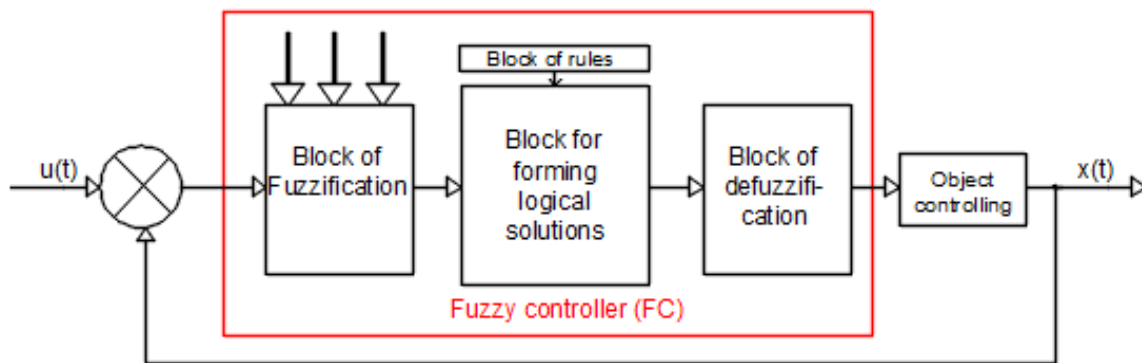 u(t)
Block of
Fuzzification
Block of rules
Block for
forming
logical
solutions
Block of
defuzzifi-
cation
Object
controlling
x(t)
Fuzzy controller (FC)